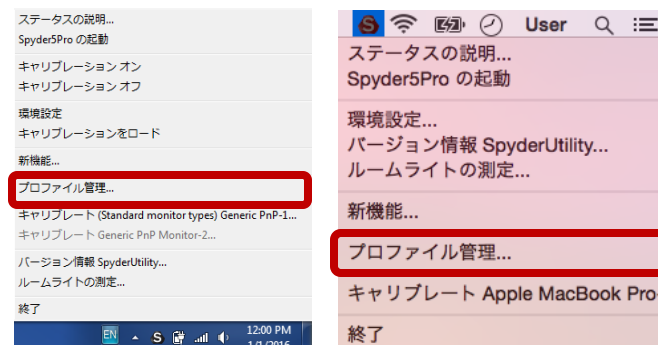 ステータスの説明...
Spyder5Pro の起動
キャリブレーション オン
キャリブレーション オフ
環境設定
キャリブレーションをロード
新機能...
プロファイル管理...
キャリブレート (Standard monitor types) Generic PnP-1...
キャリブレート Generic PnP Monitor-2...
バージョン情報 SpyderUtility...
ルームライトの測定...
終了
EN S 12:00 PM
1/1/2016
S User
ステータスの説明...
Spyder5Pro の起動
環境設定...
バージョン情報 SpyderUtility...
ルームライトの測定...
新機能...
プロファイル管理...
キャリブレート Apple MacBook Pro
終了